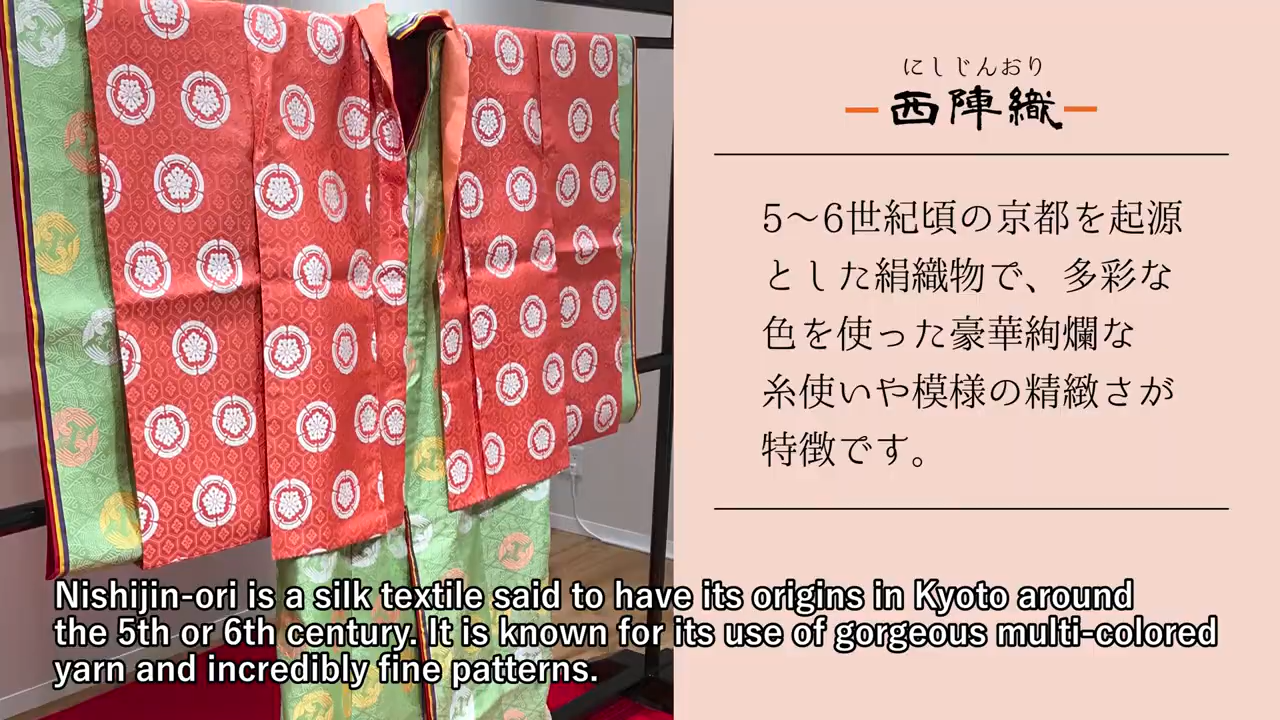 にしじんおり
西陣織
5〜6世紀頃の京都を起源
とした絹織物で、多彩な
色を使った豪華絢爛な
糸使いや模様の精緻さが
特徴です。
Nishijin-ori is a silk textile said to have its origins in Kyoto around
the 5th or 6th century. It is known for its use of gorgeous multi-colored
yarn and incredibly fine patterns.